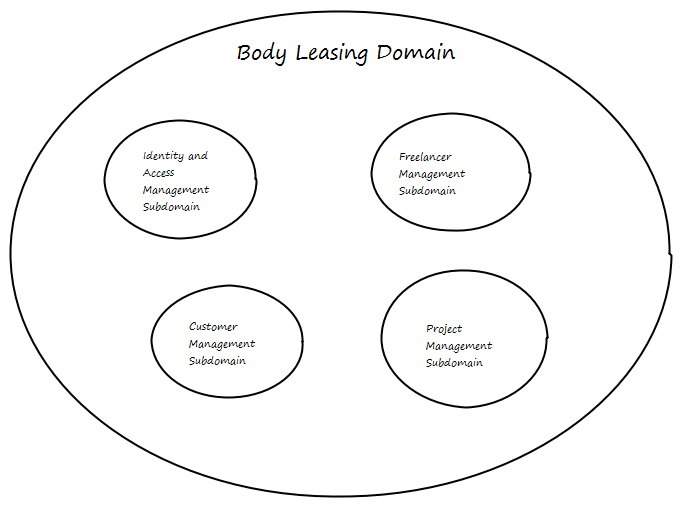 Body Leasing Domain
Identity and
Access
Management
Subdomain
Freelancer
Management
Subdomain
Customer
Management
Subdomain
Project
Management
Subdomain